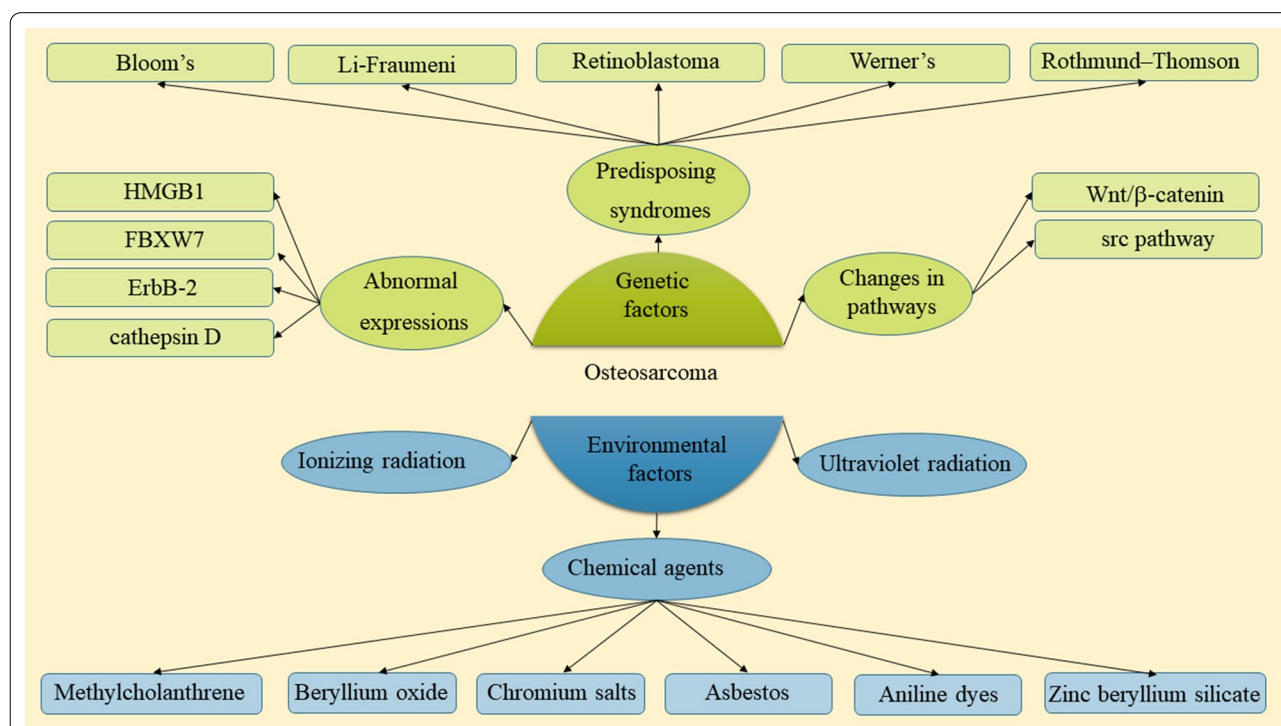 Bloom's
Li-Fraumeni
Retinoblastoma
Werner's
Rothmund–Thomson
Predisposing
syndromes
HMGB1
FBXW7
ErbB-2
cathepsin D
Abnormal
expressions
Genetic
factors
Changes in
pathways
Wnt/β-catenin
src pathway
Osteosarcoma
Ionizing radiation
Environmental
factors
Ultraviolet radiation
Chemical agents
Methylcholanthrene
Beryllium oxide
Chromium salts
Asbestos
Aniline dyes
Zinc beryllium silicate